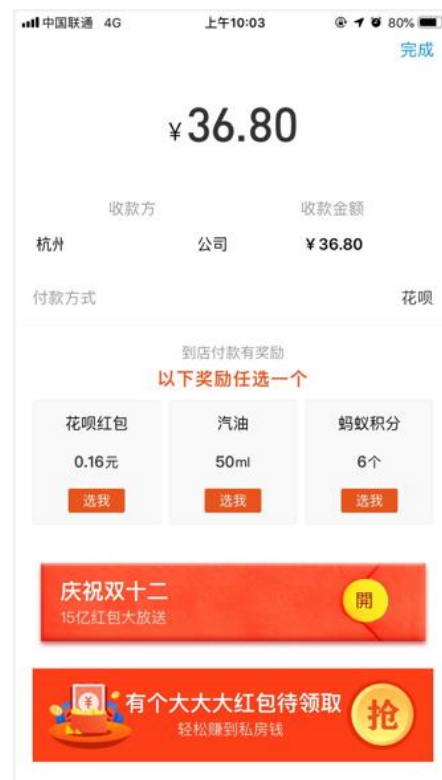 中国联通 4G 上午10:03 80%
完成
¥36.80
收款方 收款金额
杭州 公司 ¥36.80
付款方式 花呗
到店付款有奖励
以下奖励任选一个
花呗红包 汽油 蚂蚁积分
0.16元 50ml 6个
选我 选我 选我
庆祝双十二
15亿红包大放送
開
有个大大大红包待领取
轻松赚到私房钱
抢